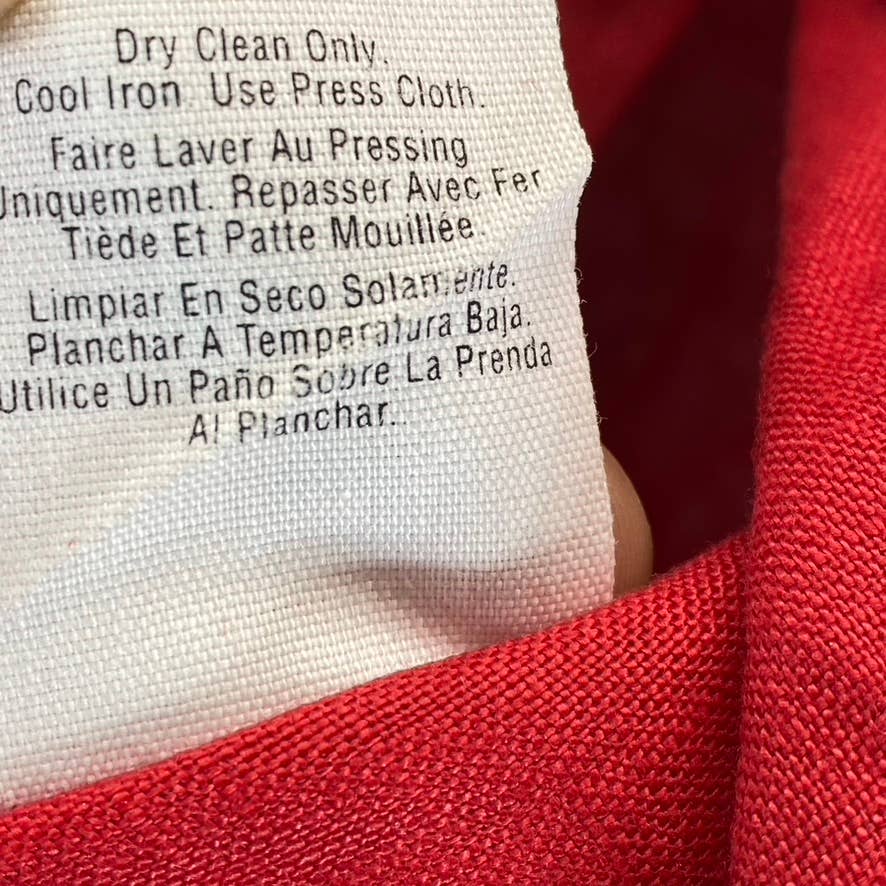 Dry Clean Only.
Cool Iron. Use Press Cloth.
Faire Laver Au Pressing
Uniquement. Repasser Avec Fer
Tiède Et Patte Mouillée.
Limpiar En Seco Solamente.
Planchar A Temperatura Baja.
Utilice Un Paño Sobre La Prenda
Al Planchar.